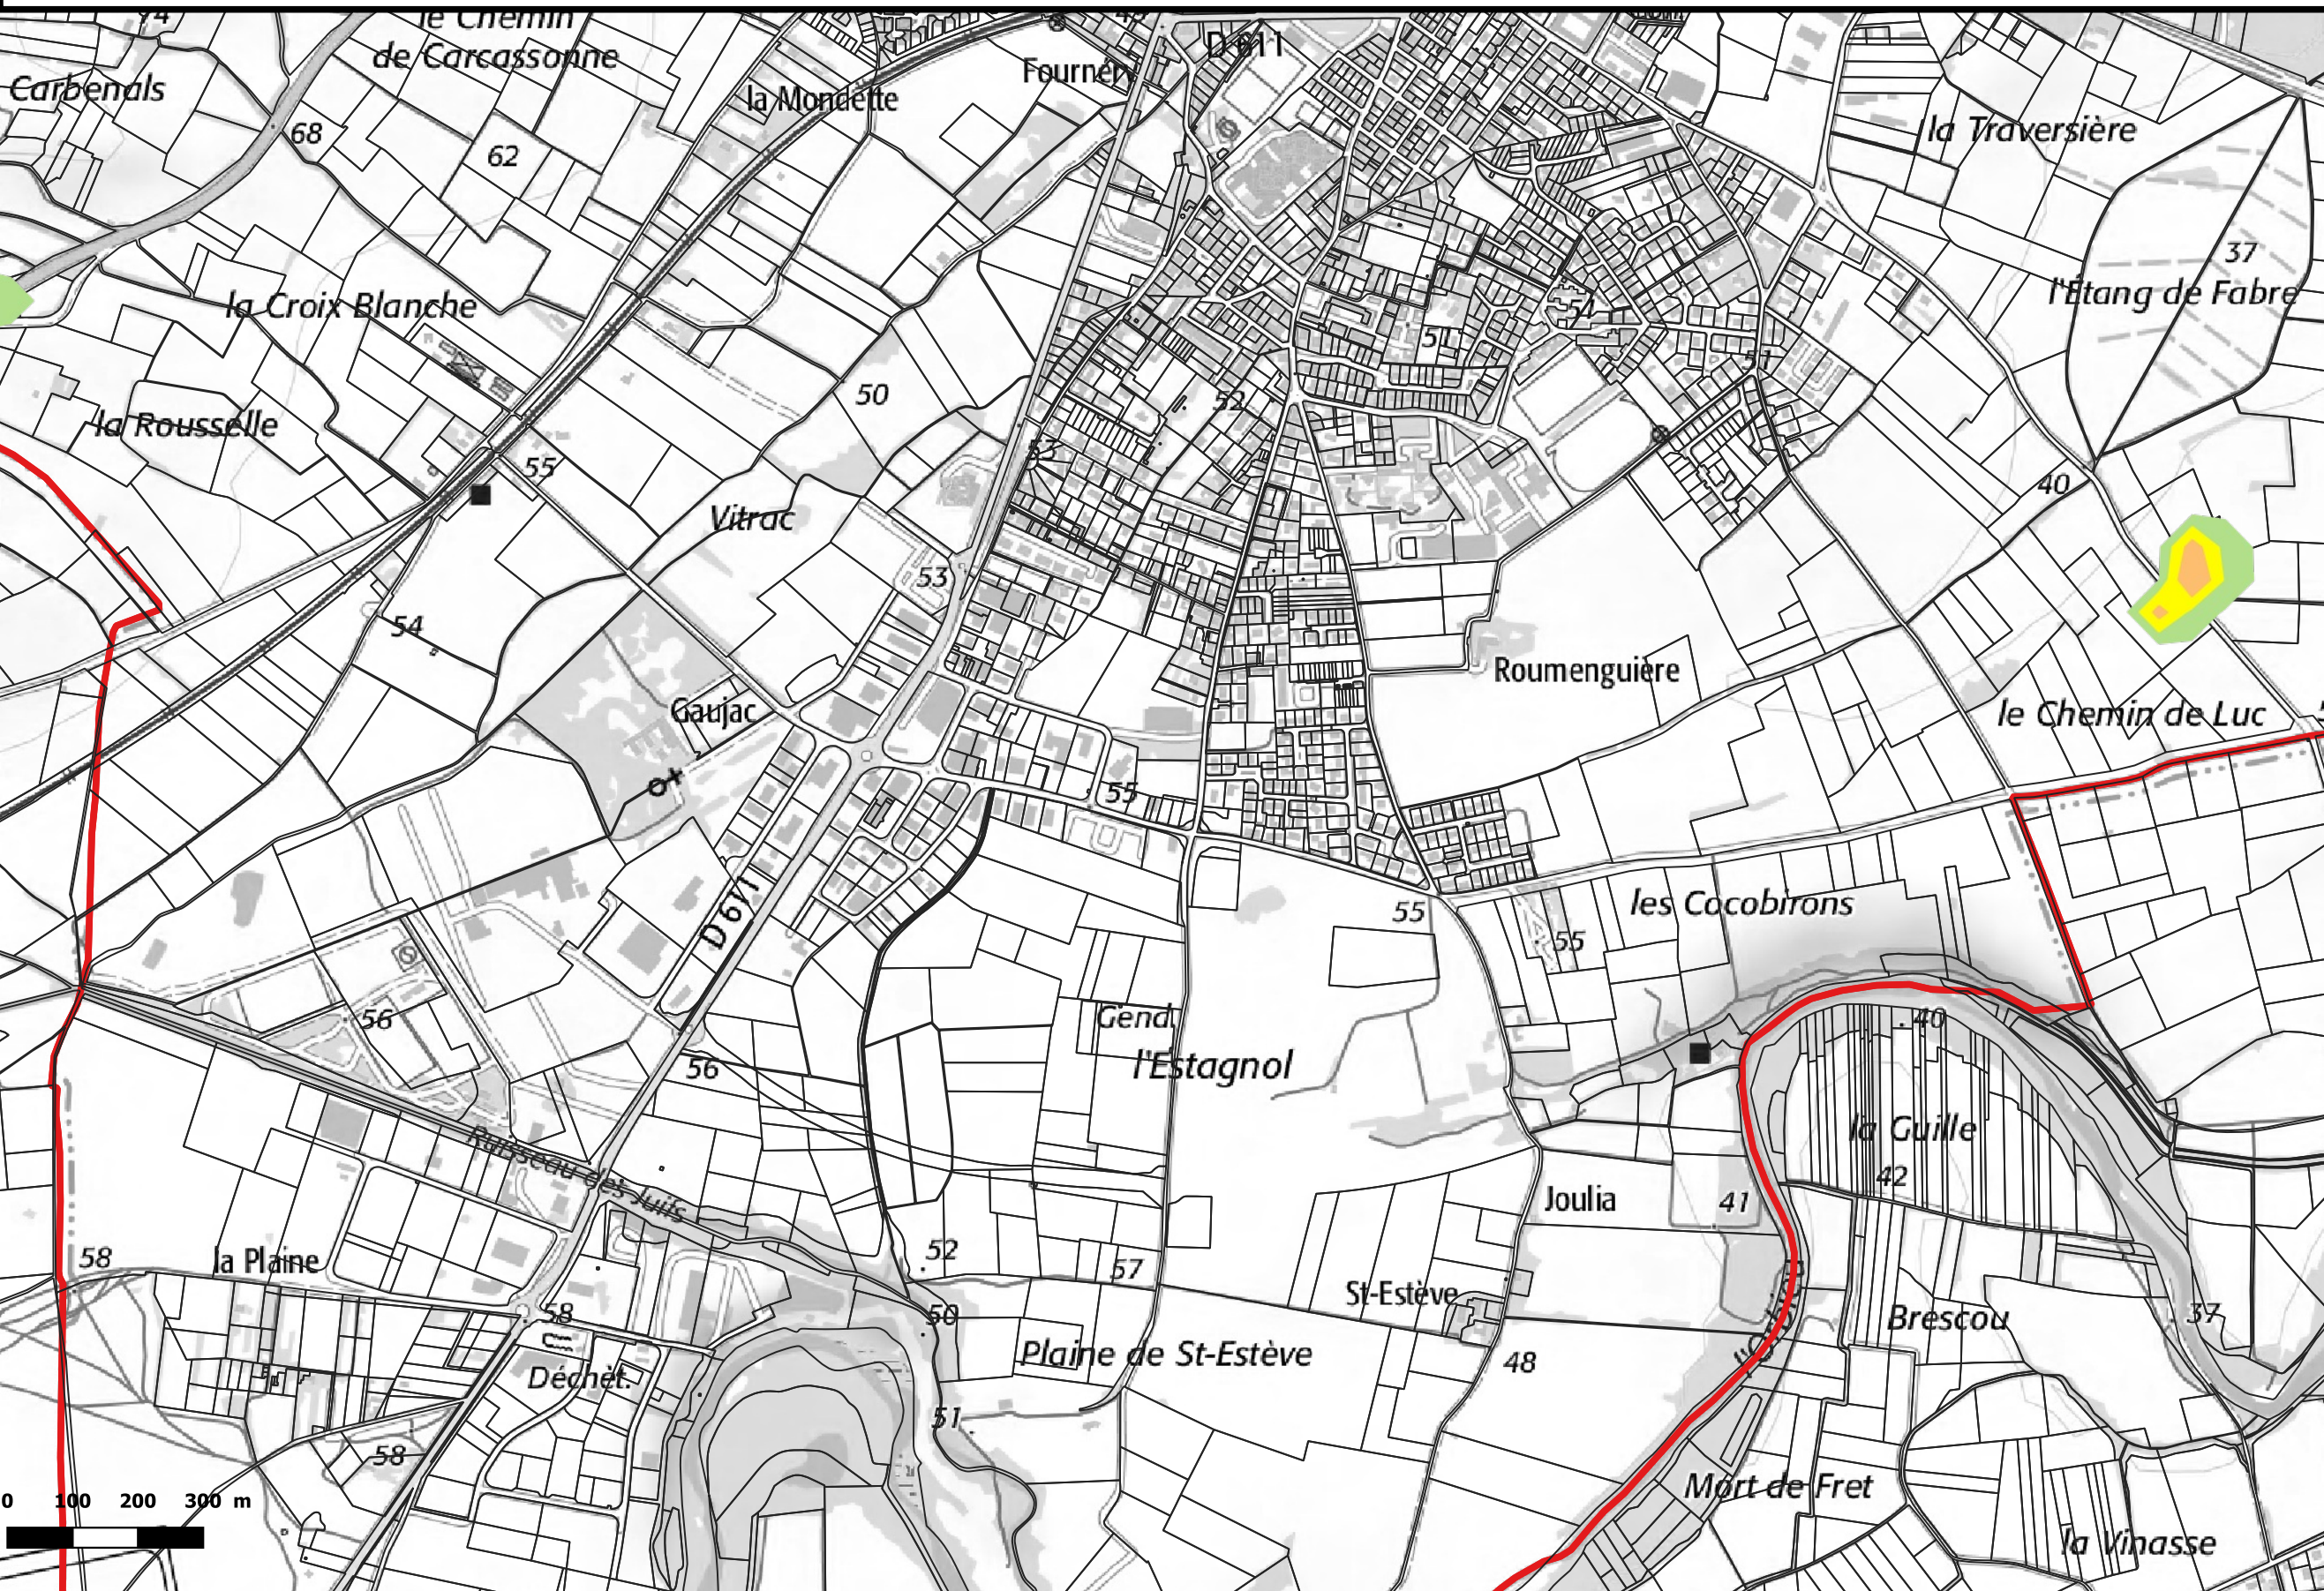 74
le Chemin
de Carcassonne
49
D 611
Fournéry
Carbenals
la Mondette
68
62
la Traversière
37
l'Étang de Fabre
la Croix Blanche
54
51
51
50
52
la Rousselle
53
55
40
Vitrac
53
54
Roumenguière
Gaujac
le Chemin de Luc
55
D 611
55
les Cocobirons
55
56
Gend.
40
56
l'Estagnol
la Guille
Ruisseau des Juifs
42
Joulia
41
52
58
la Plaine
57
St-Estève
50
58
Brescou
37
Plaine de St-Estève
48
Déchèt.
51
58
Mort de Fret
0 100 200 300 m
la Vinasse